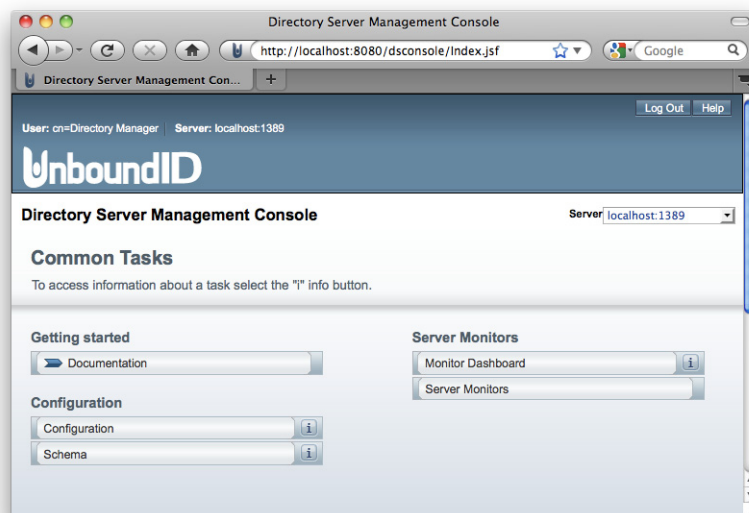 Directory Server Management Console
http://localhost:8080/dsconsole/Index.jsf
Google
Directory Server Management Con...
+
Log Out Help
User: cn=Directory Manager Server: localhost:1389
UnboundID
Directory Server Management Console
Server localhost:1389
Common Tasks
To access information about a task select the "i" info button.
Getting started
Documentation
Configuration
Configuration i
Schema i
Server Monitors
Monitor Dashboard i
Server Monitors